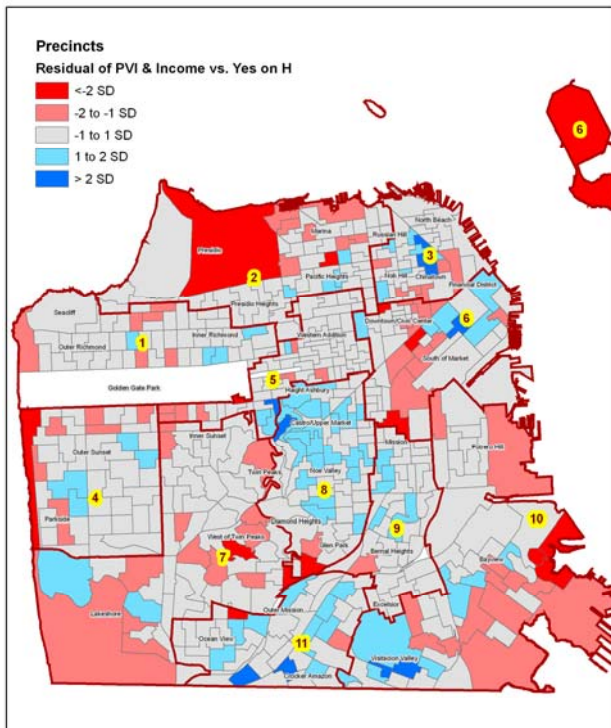 Precincts
Residual of PVI & Income vs. Yes on H
<-2 SD
-2 to -1 SD
-1 to 1 SD
1 to 2 SD
> 2 SD
6
North Beach
Marina
Russian Hill
Presidio
3
Pacific Heights
Nob Hill
Chinatown
2
Financial District
Presidio Heights
Seacliff
6
Inner Richmond
Downtown/Civic Center
1
Western Addition
Outer Richmond
South of Market
5
Golden Gate Park
Haight Ashbury
Castro/Upper Market
Inner Sunset
Mission
Potrero Hill
Outer Sunset
Twin Peaks
Noe Valley
4
8
Parkside
Diamond Heights
9
10
West of Twin Peaks
Glen Park
7
Bernal Heights
Bayview
Lakeshore
Outer Mission
Excelsior
Ocean View
11
Visitacion Valley
Crocker Amazon